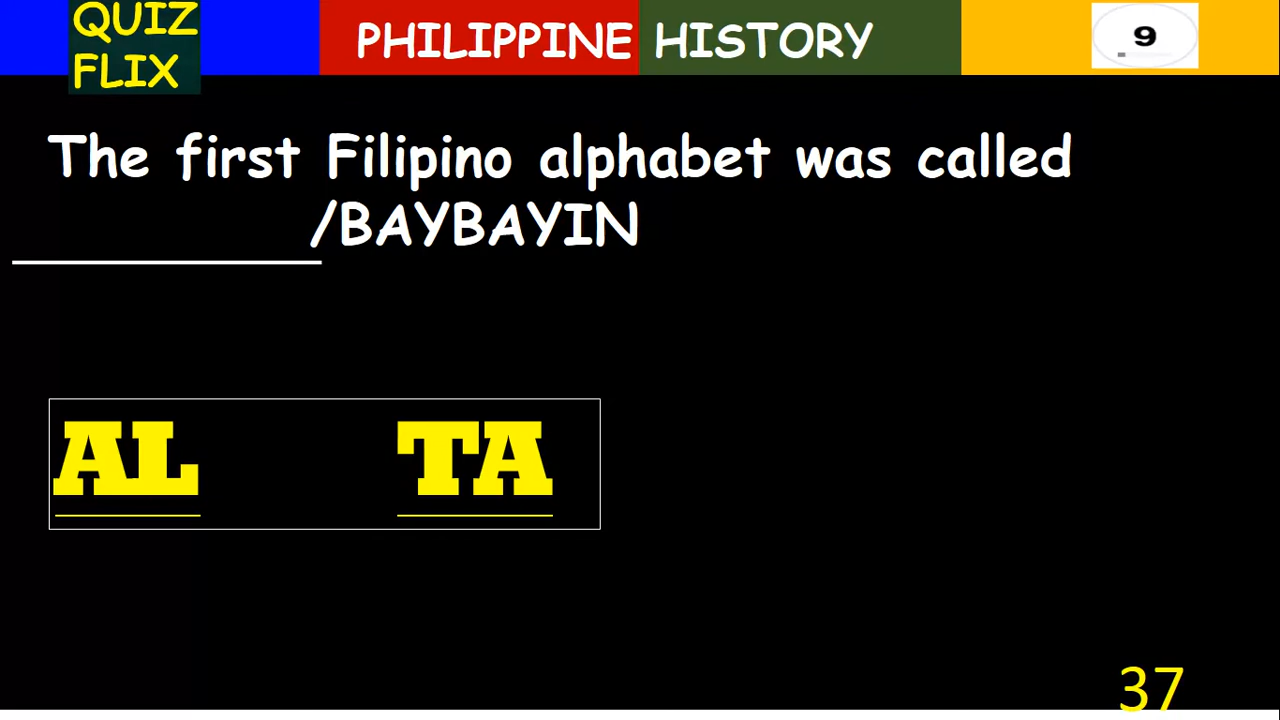 QUIZ
FLIX
PHILIPPINE HISTORY
9
The first Filipino alphabet was called
/BAYBAYIN
AL TA
37